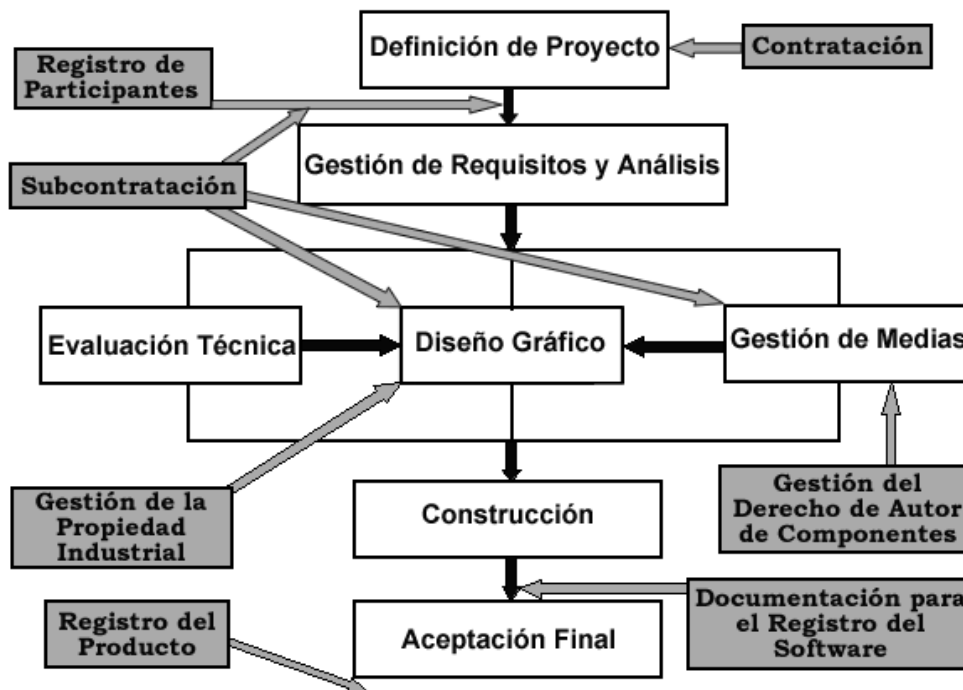 Definición de Proyecto
Contratación
Registro de
Participantes
Gestión de Requisitos y Análisis
Subcontratación
Evaluación Técnica
Diseño Gráfico
Gestión de Medias
Gestión de la
Propiedad
Industrial
Construcción
Gestión del
Derecho de Autor
de Componentes
Registro del
Producto
Aceptación Final
Documentación para
el Registro del
Software